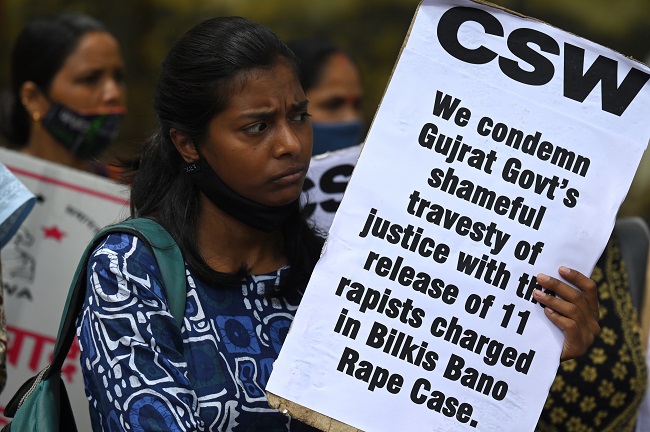 CSW
We condemn
Gujrat Govt's
shameful
travesty of
justice with the
release of 11
rapists charged
in Bilkis Bano
Rape Case.
CS